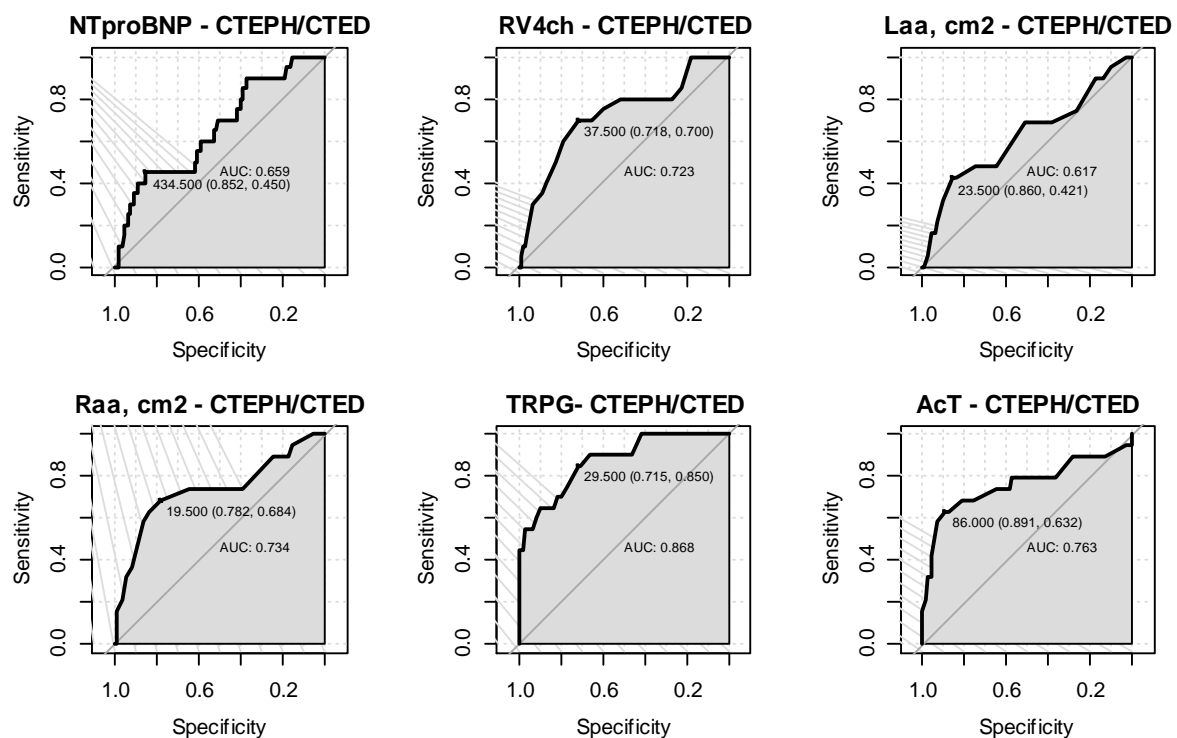 NTproBNP - CTEPH/CTED
Sensitivity
0.0 0.4 0.8
AUC: 0.659
434.500 (0.852, 0.450)
1.0 0.6 0.2
Specificity
RV4ch - CTEPH/CTED
Sensitivity
0.0 0.4 0.8
37.500 (0.718, 0.700)
AUC: 0.723
1.0 0.6 0.2
Specificity
Laa, cm2 - CTEPH/CTED
Sensitivity
0.0 0.4 0.8
AUC: 0.617
23.500 (0.860, 0.421)
1.0 0.6 0.2
Specificity
Raa, cm2 - CTEPH/CTED
Sensitivity
0.0 0.4 0.8
19.500 (0.782, 0.684)
AUC: 0.734
1.0 0.6 0.2
Specificity
TRPG- CTEPH/CTED
Sensitivity
0.0 0.4 0.8
29.500 (0.715, 0.850)
AUC: 0.868
1.0 0.6 0.2
Specificity
AcT - CTEPH/CTED
Sensitivity
0.0 0.4 0.8
86.000 (0.891, 0.632)
AUC: 0.763
1.0 0.6 0.2
Specificity